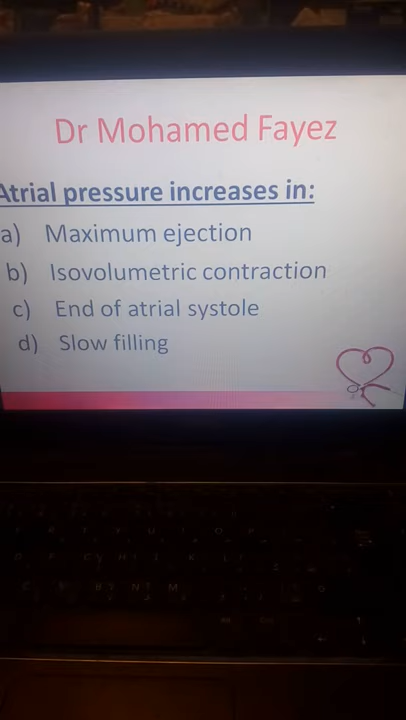 Dr Mohamed Fayez
Atrial pressure increases in:
a) Maximum ejection
b) Isovolumetric contraction
c) End of atrial systole
d) Slow filling